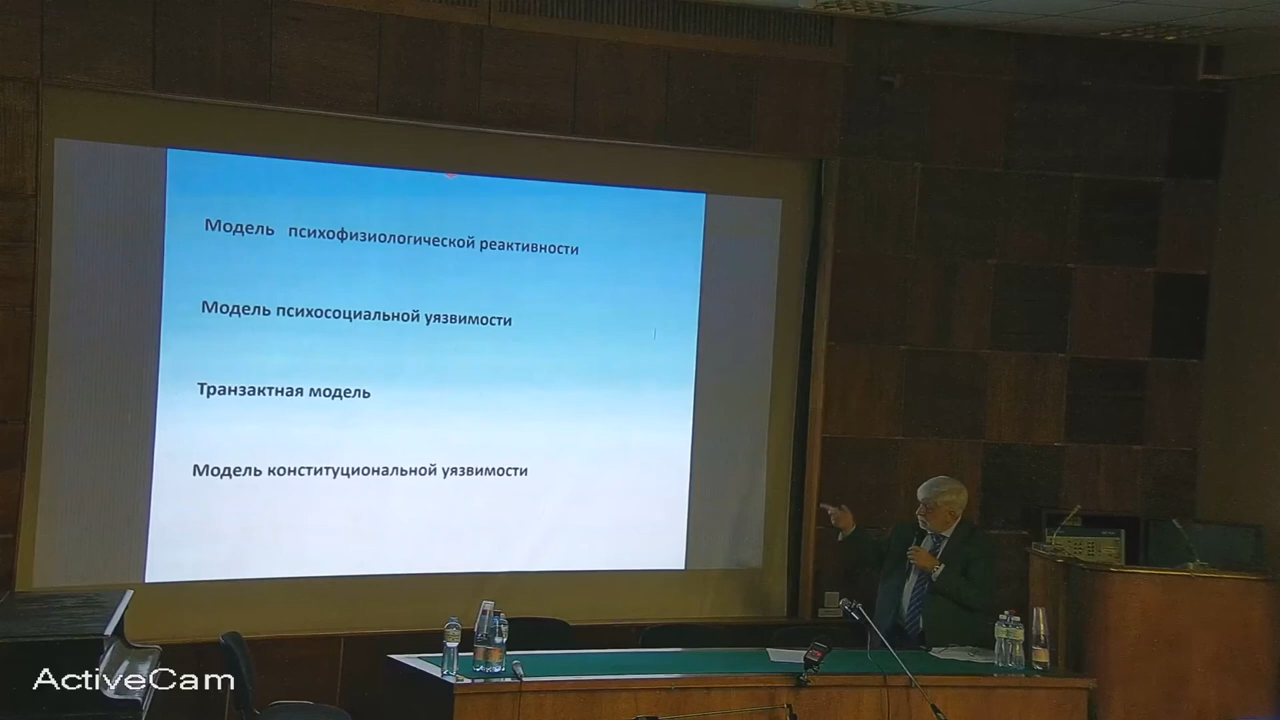 Модель психофизиологической реактивности
Модель психосоциальной уязвимости
Транзактная модель
Модель конституциональной уязвимости
ActiveCam